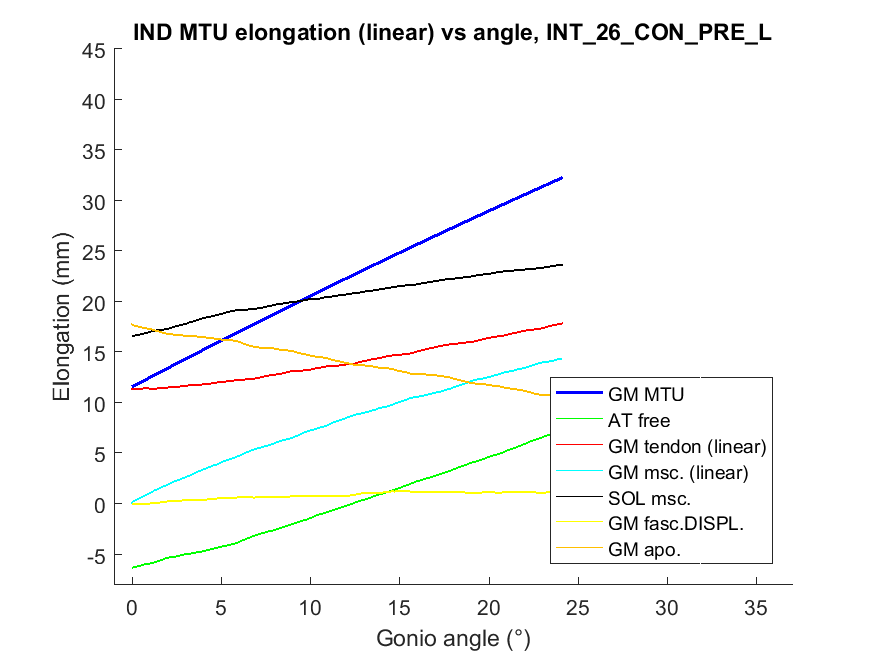 IND MTU elongation (linear) vs angle, INT_26_CON_PRE_L
45
40
35
30
25
20
15
10
5
0
-5
Elongation (mm)
GM MTU
AT free
GM tendon (linear)
GM msc. (linear)
SOL msc.
GM fasc.DISPL.
GM apo.
0 5 10 15 20 25 30 35
Gonio angle (°)